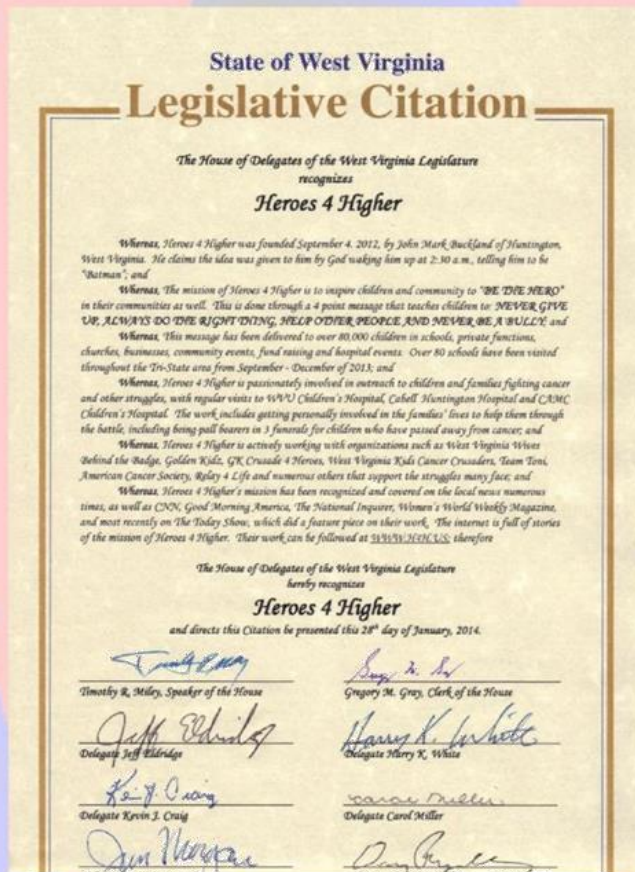 State of West Virginia
Legislative Citation
The House of Delegates of the West Virginia Legislature
recognizes
Heroes 4 Higher
Whereas, Heroes 4 Higher was founded September 4, 2012, by John Mark Buckland of Huntington,
West Virginia. He claims the idea was given to him by God waking him up at 2:30 a.m., telling him to be
"Batman"; and
Whereas, The mission of Heroes 4 Higher is to inspire children and community to "BE THE HERO"
in their communities as well. This is done through a 4 point message that teaches children to: NEVER GIVE
UP, ALWAYS DO THE RIGHT THING, HELP OTHER PEOPLE AND NEVER BE A BULLY; and
Whereas, This message has been delivered to over 80,000 children in schools, private functions,
churches, businesses, community events, fund raising and hospital events. Over 80 schools have been visited
throughout the Tri-State area from September - December of 2013; and
Whereas, Heroes 4 Higher is passionately involved in outreach to children and families fighting cancer
and other struggles, with regular visits to WVU Children's Hospital, Cabell Huntington Hospital and CAMC
Children's Hospital. The work includes getting personally involved in the families' lives to help them through
the battle, including being pall bearers in 3 funerals for children who have passed away from cancer; and
Whereas, Heroes 4 Higher is actively working with organizations such as West Virginia Wives
Behind the Badge, Golden Kidz, GK Crusade 4 Heroes, West Virginia Kids Cancer Crusaders, Team Toni,
American Cancer Society, Relay 4 Life and numerous others that support the struggles many face; and
Whereas, Heroes 4 Higher's mission has been recognized and covered on the local news numerous
times, as well as CNN, Good Morning America, The National Inquirer, Women's World Weekly Magazine,
and most recently on The Today Show, which did a feature piece on their work. The internet is full of stories
of the mission of Heroes 4 Higher. Their work can be followed at WWW.H4H.US; therefore
The House of Delegates of the West Virginia Legislature
hereby recognizes
Heroes 4 Higher
and directs this Citation be presented this 28th day of January, 2014.
Timothy R. Miley, Speaker of the House
Gregory M. Gray, Clerk of the House
Jeff Eldridge
Harry K. White
Delegate Jeff Eldridge
Delegate Harry K. White
Kevin J. Craig
Carol Miller
Delegate Kevin J. Craig
Delegate Carol Miller
Jim Morgan